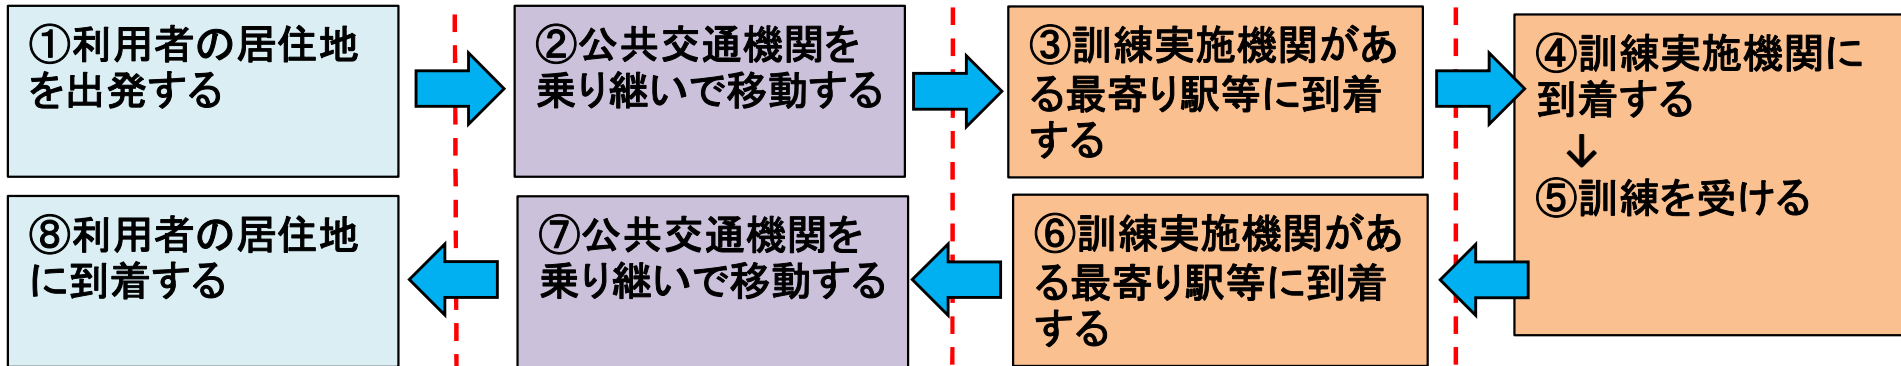 ①利用者の居住地
を出発する
②公共交通機関を
乗り継いで移動する
③訓練実施機関があ
る最寄り駅等に到着
する
④訓練実施機関に
到着する
↓
⑤訓練を受ける
⑥訓練実施機関があ
る最寄り駅等に到着
する
⑦公共交通機関を
乗り継いで移動する
⑧利用者の居住地
に到着する